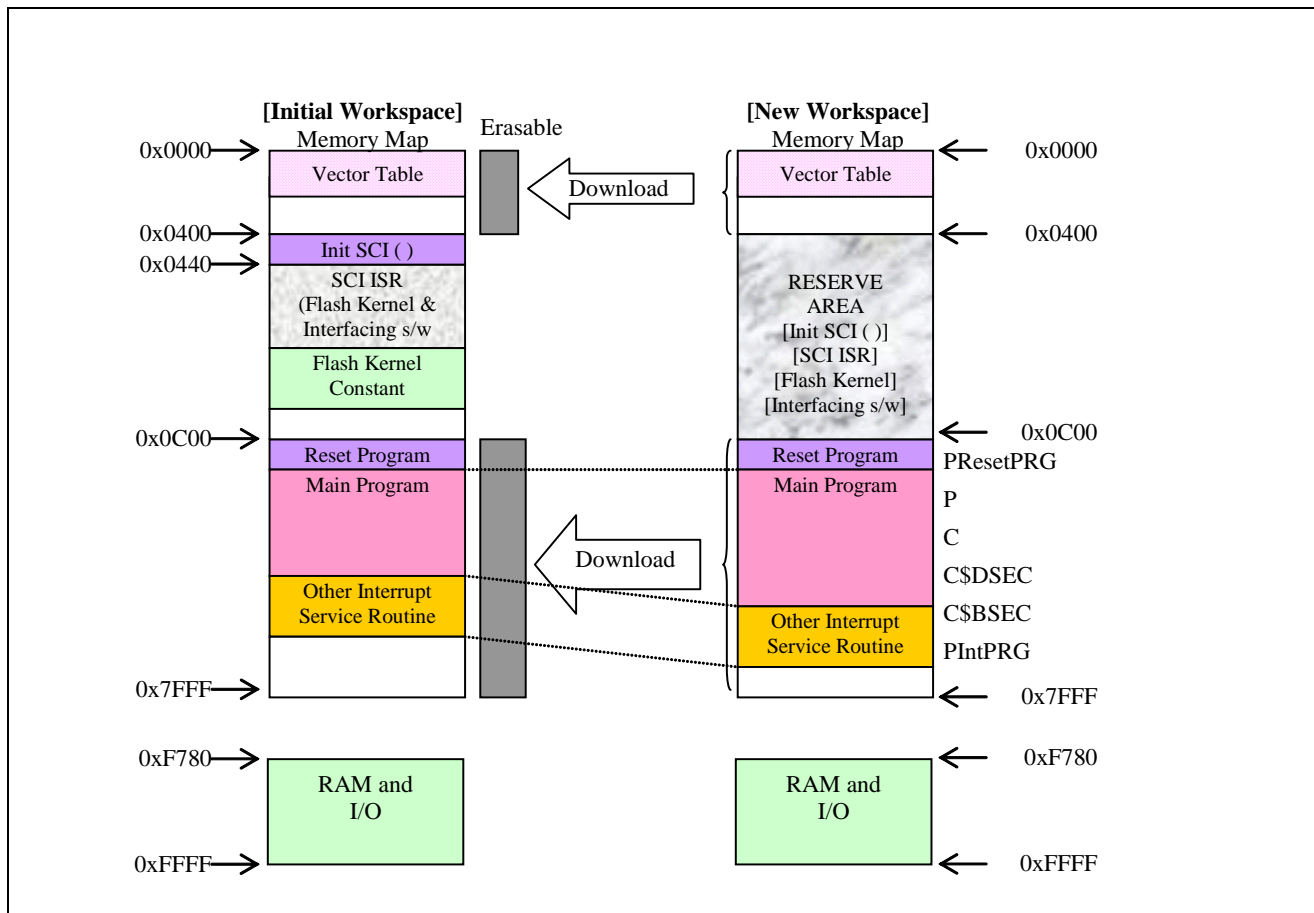 [Initial Workspace]
Memory Map
Erasable
[New Workspace]
Memory Map
0x0000
Vector Table
Download
Vector Table
0x0000
0x0400
Init SCI ( )
0x0440
SCI ISR
(Flash Kernel &
Interfacing s/w
Flash Kernel
Constant
0x0400
RESERVE
AREA
[Init SCI ( )]
[SCI ISR]
[Flash Kernel]
[Interfacing s/w]
0x0C00
0x0C00
Reset Program
Main Program
Other Interrupt
Service Routine
Download
Reset Program
Main Program
Other Interrupt
Service Routine
PResetPRG
P
C
C$DSEC
C$BSEC
PIntPRG
0x7FFF
0x7FFF
0xF780
RAM and
I/O
0xFFFF
0xF780
RAM and
I/O
0xFFFF